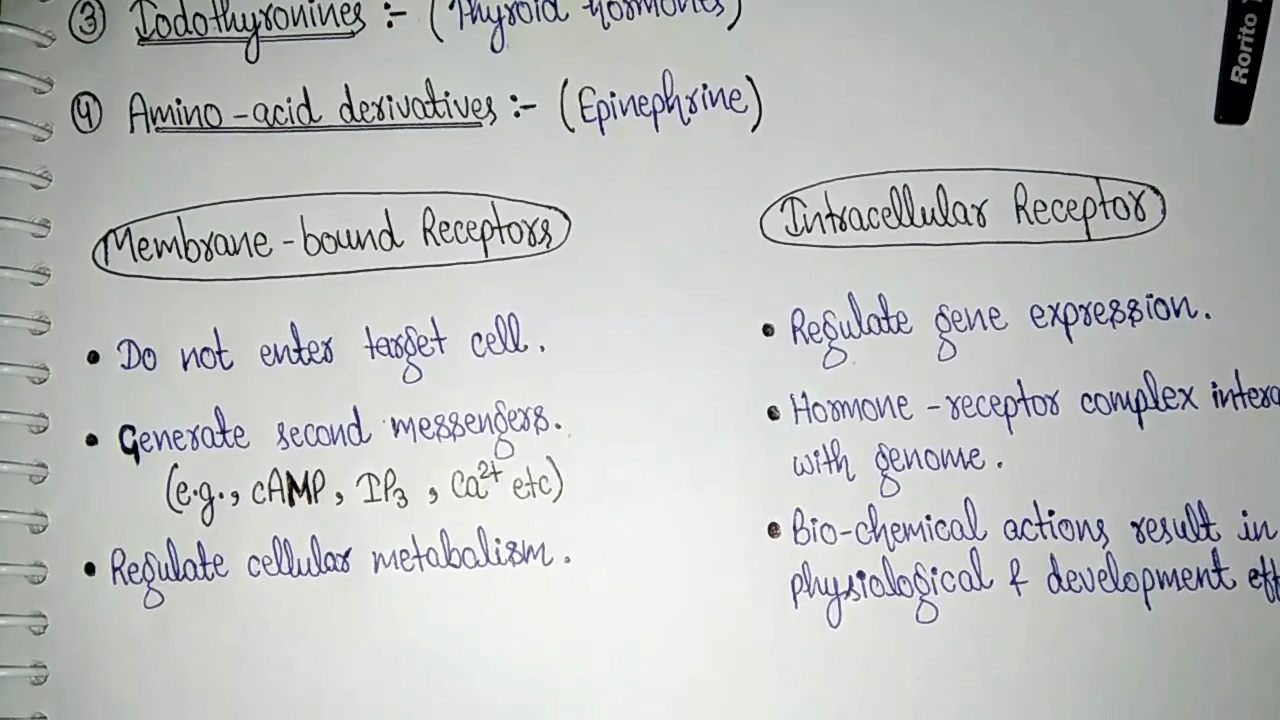 ③ Iodothyronines :- (Thyroid hormones)
④ Amino-acid derivatives :- (Epinephrine)
Rorito
Membrane-bound Receptors
• Do not enter target cell.
• Generate second messengers.
(e.g., cAMP, IP₃, Ca²⁺ etc)
• Regulate cellular metabolism.
Intracellular Receptor
• Regulate gene expression.
• Hormone-receptor complex
with genome.
• Bio-chemical actions result in
physiological & development